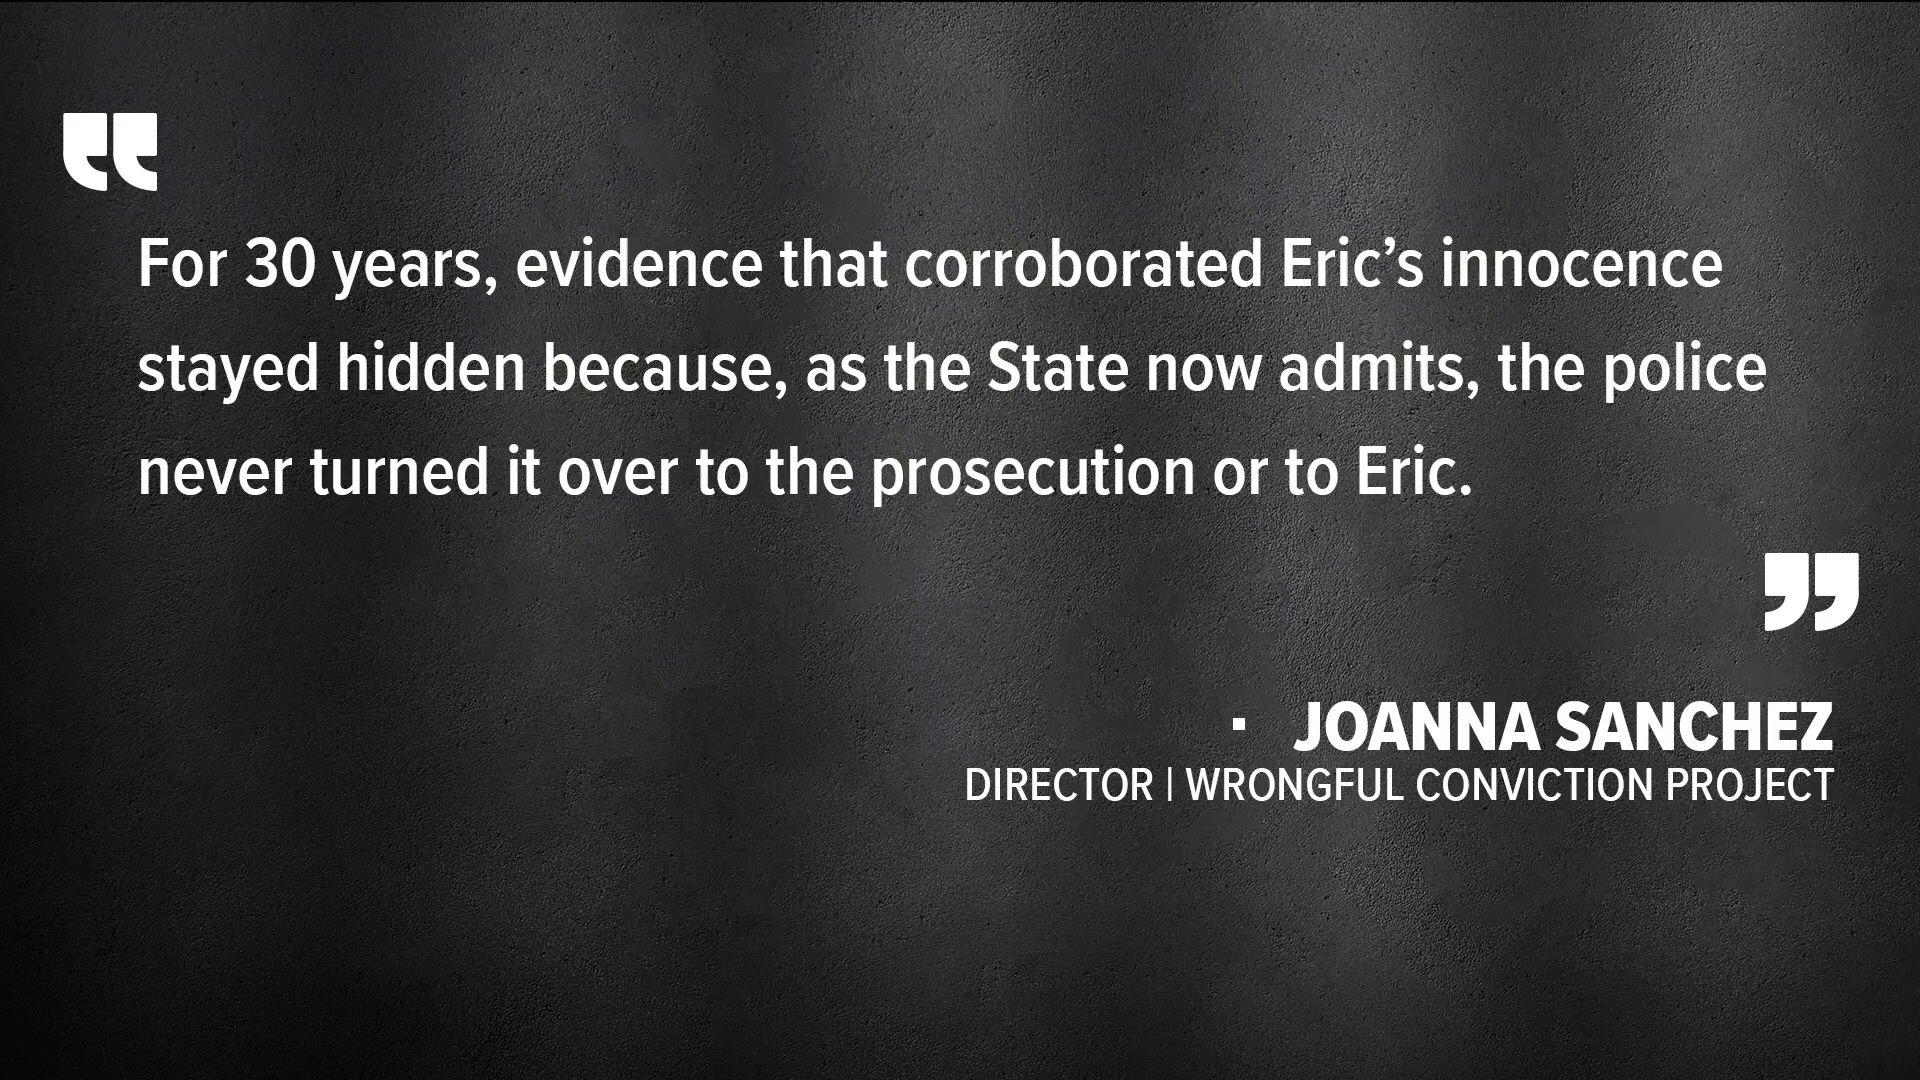 “
For 30 years, evidence that corroborated Eric’s innocence
stayed hidden because, as the State now admits, the police
never turned it over to the prosecution or to Eric.
”
▪ JOANNA SANCHEZ
DIRECTOR | WRONGFUL CONVICTION PROJECT